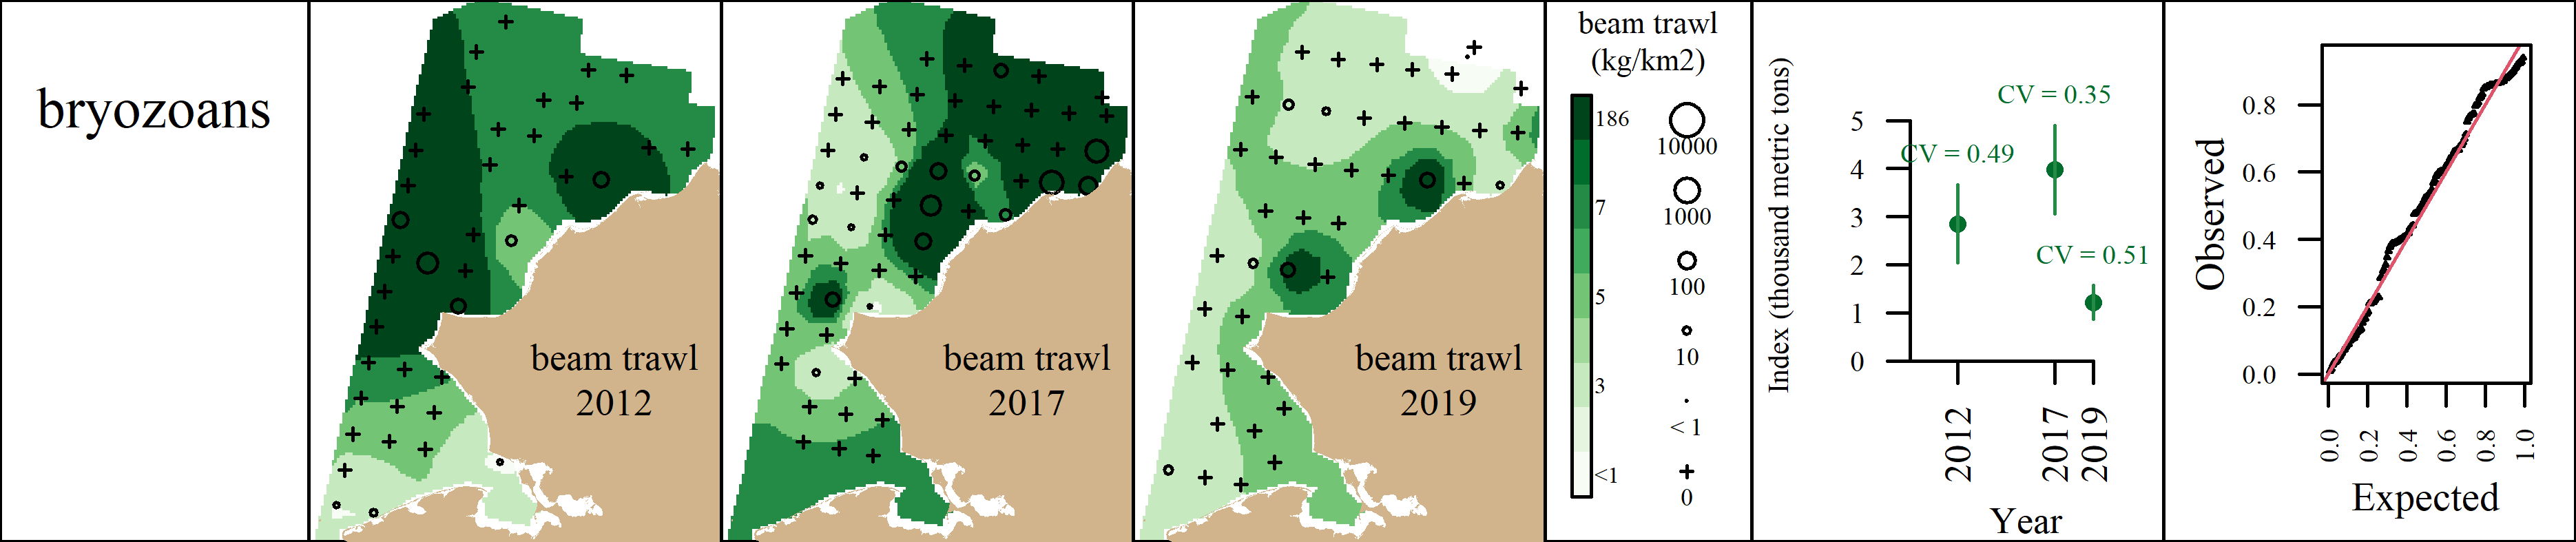 bryozoans
beam trawl
2012
beam trawl
2017
beam trawl
2019
beam trawl
(kg/km2)
186
7
5
3
<1
10000
1000
100
10
< 1
0
Index (thousand metric tons)
5
4
3
2
1
0
CV = 0.49
CV = 0.35
CV = 0.51
2012
2017
2019
Year
Observed
0.8
0.6
0.4
0.2
0.0
0.0
0.2
0.4
0.6
0.8
1.0
Expected